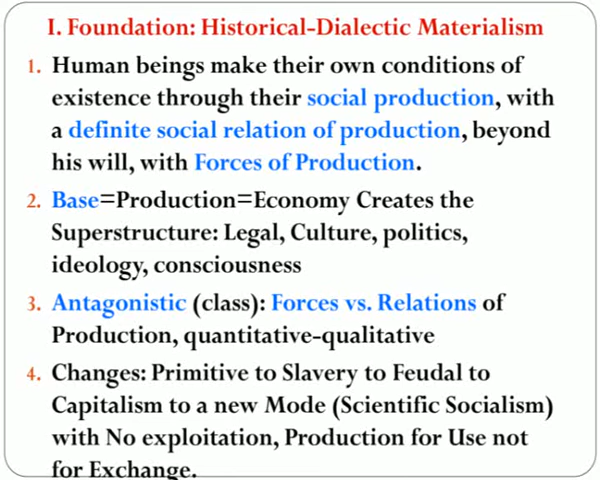 I. Foundation: Historical-Dialectic Materialism
1. Human beings make their own conditions of
existence through their social production, with
a definite social relation of production, beyond
his will, with Forces of Production.
2. Base=Production=Economy Creates the
Superstructure: Legal, Culture, politics,
ideology, consciousness
3. Antagonistic (class): Forces vs. Relations of
Production, quantitative-qualitative
4. Changes: Primitive to Slavery to Feudal to
Capitalism to a new Mode (Scientific Socialism)
with No exploitation, Production for Use not
for Exchange.